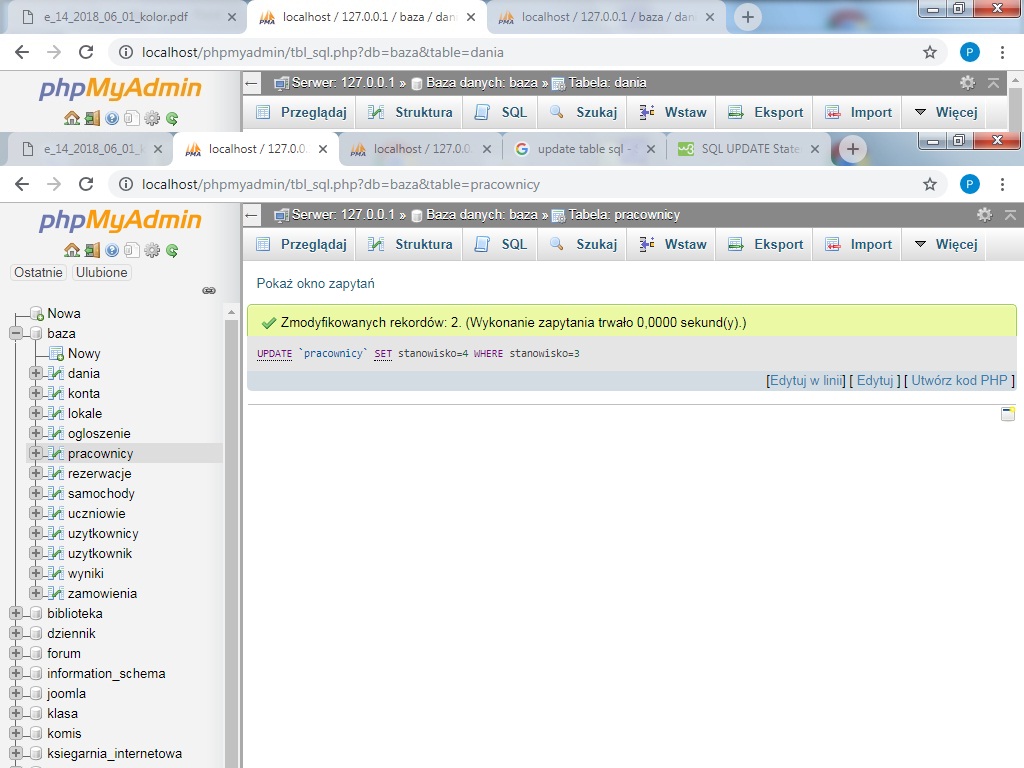 e_14_2018_06_01_kolor.pdf
localhost / 127.0.0.1 / baza / dan
localhost / 127.0.0.1 / baza / dan
localhost/phpmyadmin/tbl_sql.php?db=baza&table=dania
P
phpMyAdmin
Serwer: 127.0.0.1 » Baza danych: baza » Tabela: dania
Przeglądaj Struktura SQL Szukaj Wstaw Eksport Import Więcej
e_14_2018_06_01_k
localhost / 127.0.0.
localhost / 127.0.0.
update table sql - G
SQL UPDATE State
localhost/phpmyadmin/tbl_sql.php?db=baza&table=pracownicy
P
phpMyAdmin
Serwer: 127.0.0.1 » Baza danych: baza » Tabela: pracownicy
Przeglądaj Struktura SQL Szukaj Wstaw Eksport Import Więcej
Ostatnie Ulubione
Nowa
baza
Nowy
dania
konta
lokale
ogloszenie
pracownicy
rezerwacje
samochody
uczniowie
uzytkownicy
uzytkownik
wyniki
zamowienia
biblioteka
dziennik
forum
information_schema
joomla
klasa
komis
ksiegarnia_internetowa
Pokaż okno zapytań
Zmodyfikowanych rekordów: 2. (Wykonanie zapytania trwało 0,0000 sekund(y).)
UPDATE `pracownicy` SET stanowisko=4 WHERE stanowisko=3
[Edytuj w linii] [ Edytuj ] [ Utwórz kod PHP ]